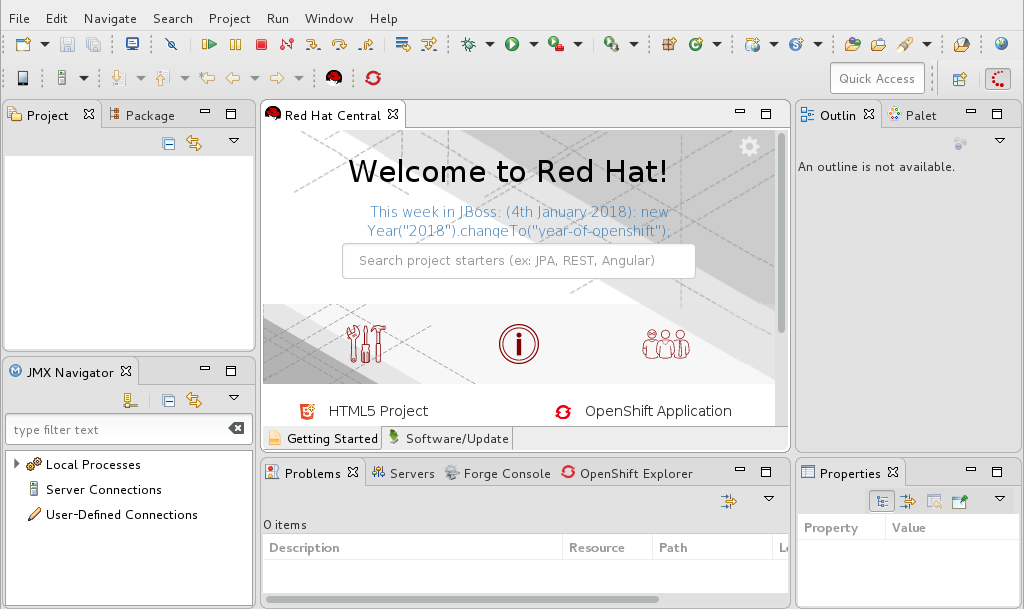 File Edit Navigate Search Project Run Window Help
Quick Access
Project Package
JMX Navigator
type filter text
Local Processes
Server Connections
User-Defined Connections
Red Hat Central
Welcome to Red Hat!
This week in JBoss: (4th January 2018): new
Year("2018").changeTo("year-of-openshift");
Search project starters (ex: JPA, REST, Angular)
HTML5 Project OpenShift Application
Getting Started Software/Update
Problems Servers Forge Console OpenShift Explorer
0 items
Description Resource Path Lo
Outlin Palet
An outline is not available.
Properties
Property Value